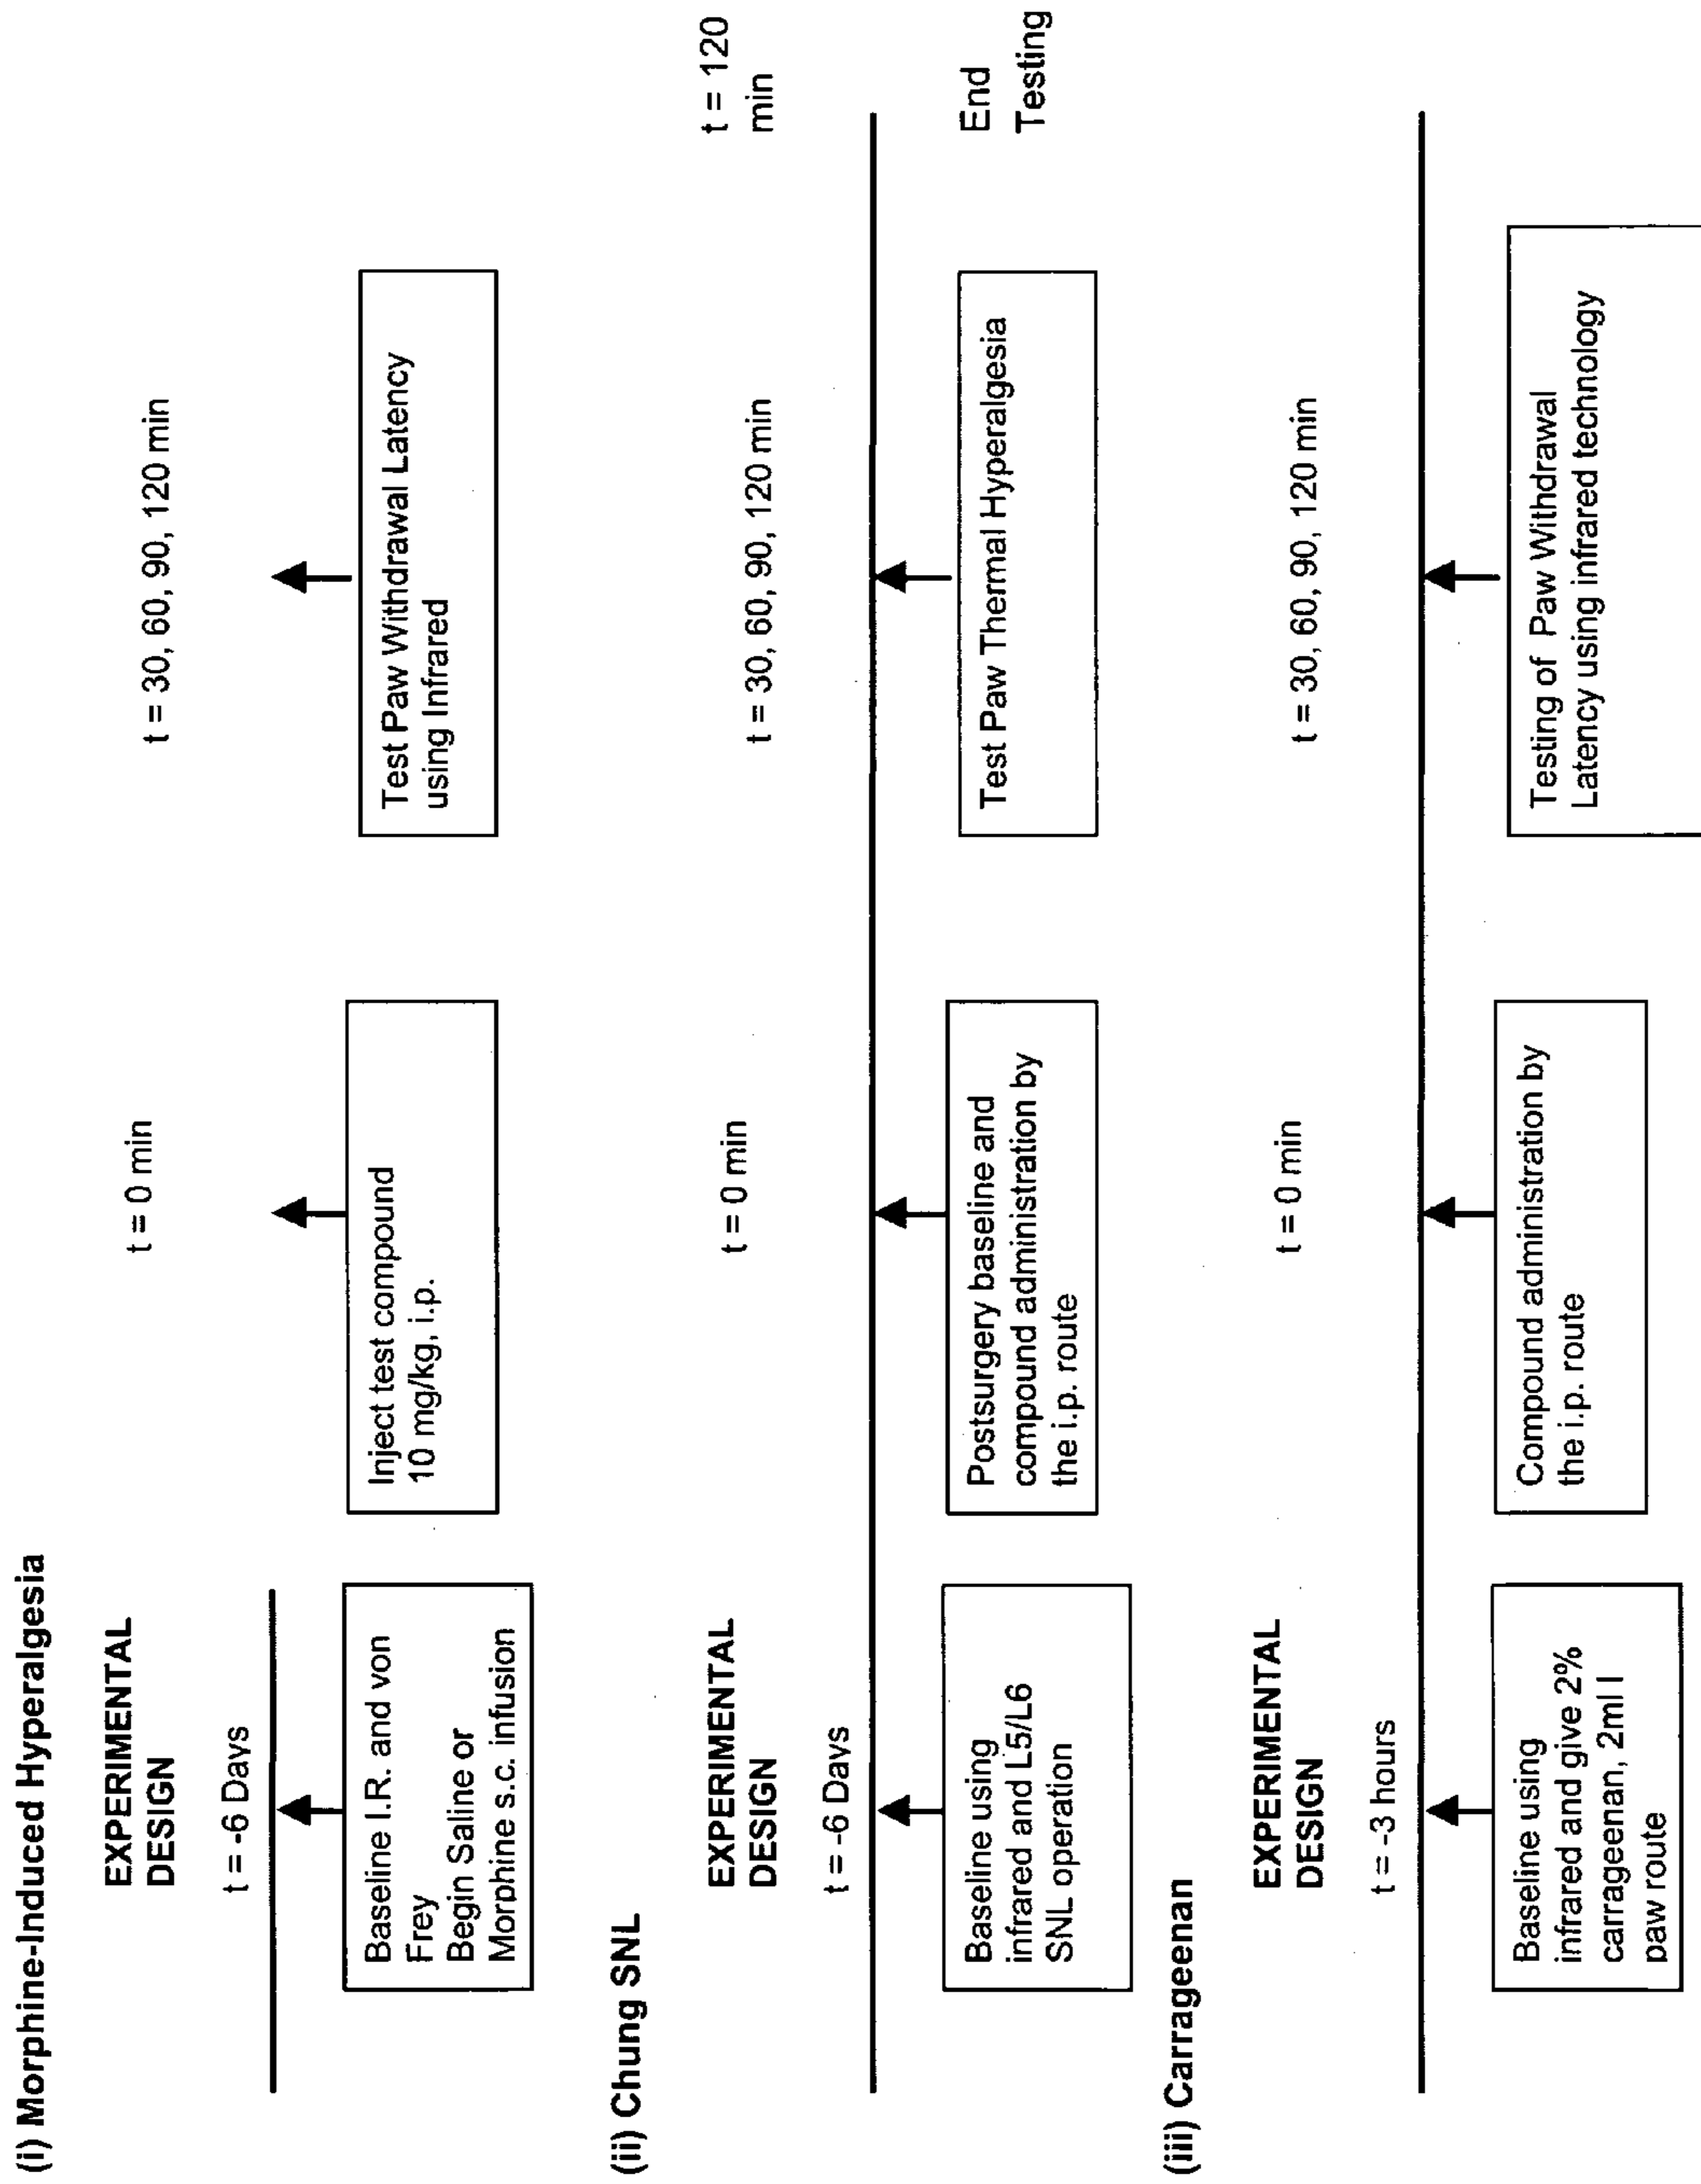 (i) Morphine-Induced Hyperalgesia
EXPERIMENTAL
DESIGN
t = -6 Days
t = 0 min
t = 30, 60, 90, 120 min
Baseline I.R. and von
Frey
Begin Saline or
Morphine s.c. infusion
Inject test compound
10 mg/kg, i.p.
Test Paw Withdrawal Latency
using Infrared
(ii) Chung SNL
EXPERIMENTAL
DESIGN
t = -6 Days
t = 0 min
t = 30, 60, 90, 120 min
t = 120
min
Baseline using
infrared and L5/L6
SNL operation
Postsurgery baseline and
compound administration by
the i.p. route
Test Paw Thermal Hyperalgesia
End
Testing
(iii) Carrageenan
EXPERIMENTAL
DESIGN
t = -3 hours
t = 0 min
t = 30, 60, 90, 120 min
Baseline using
infrared and give 2%
carrageenan, 2ml I
paw route
Compound administration by
the i.p. route
Testing of Paw Withdrawal
Latency using infrared technology